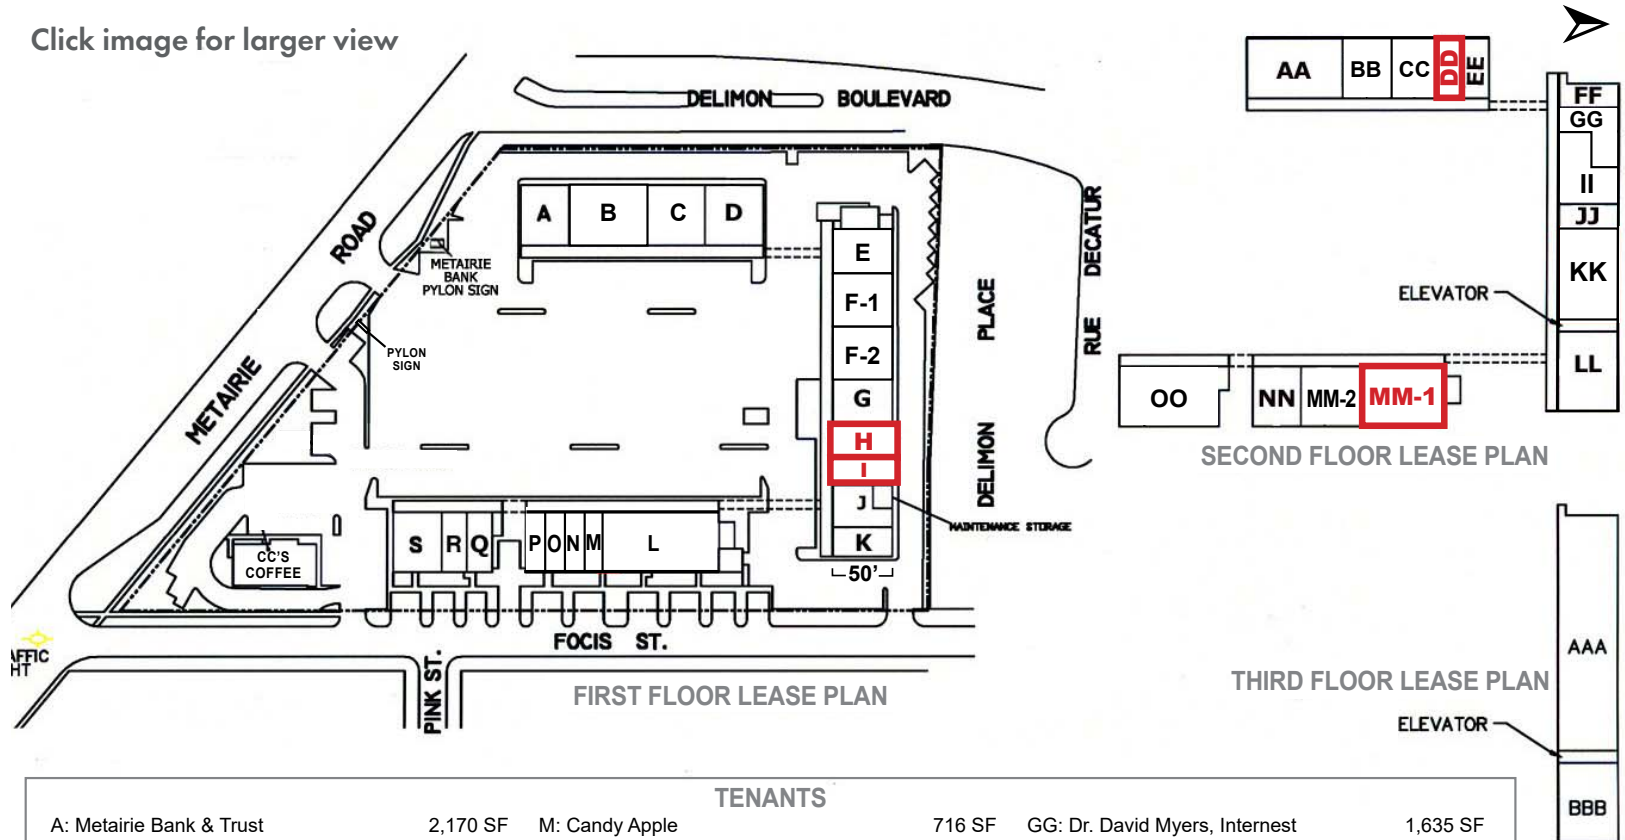 Click image for larger view
DELIMON BOULEVARD
AA
BB
CC
DD
EE
FF
GG
II
JJ
KK
ELEVATOR
LL
OO
NN
MM-2
MM-1
SECOND FLOOR LEASE PLAN
METAIRIE ROAD
METAIRIE
BANK
PYLON SIGN
PYLON
SIGN
A
B
C
D
E
F-1
F-2
G
H
I
J
K
50'
MAINTENANCE STORAGE
DELIMON PLACE
RUE DECATUR
S
R
Q
P
O
N
M
L
CC'S
COFFEE
FOCIS ST.
PINK ST.
AFFIC
HT
FIRST FLOOR LEASE PLAN
THIRD FLOOR LEASE PLAN
AAA
ELEVATOR
BBB
TENANTS
A: Metairie Bank & Trust 2,170 SF M: Candy Apple 716 SF GG: Dr. David Myers, Internest 1,635 SF